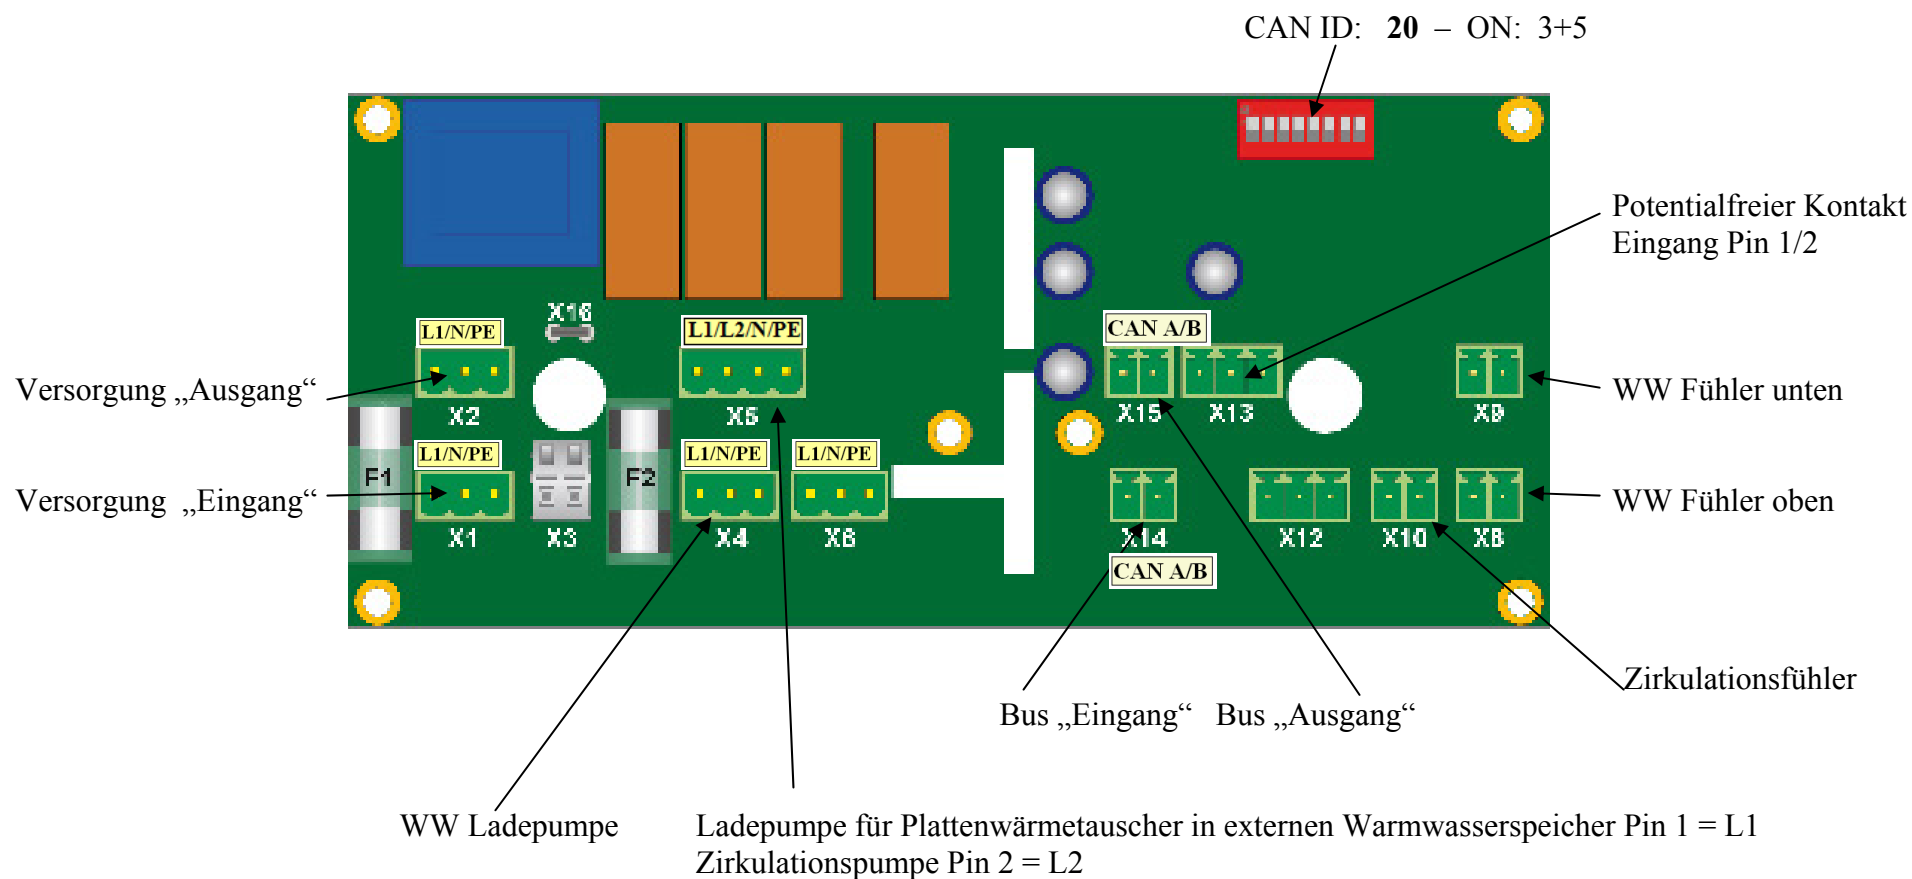 CAN ID: 20 – ON: 3+5
Potentialfreier Kontakt
Eingang Pin 1/2
X16
L1/N/PE
L1/L2/N/PE
CAN A/B
Versorgung „Ausgang“
X2
X5
X15
X13
X9
WW Fühler unten
L1/N/PE
L1/N/PE
L1/N/PE
F1
F2
Versorgung „Eingang“
WW Fühler oben
X1
X3
X4
X6
X14
X12
X10
X8
CAN A/B
Zirkulationsfühler
Bus „Eingang“
Bus „Ausgang“
WW Ladepumpe
Ladepumpe für Plattenwärmetauscher in externen Warmwasserspeicher Pin 1 = L1
Zirkulationspumpe Pin 2 = L2